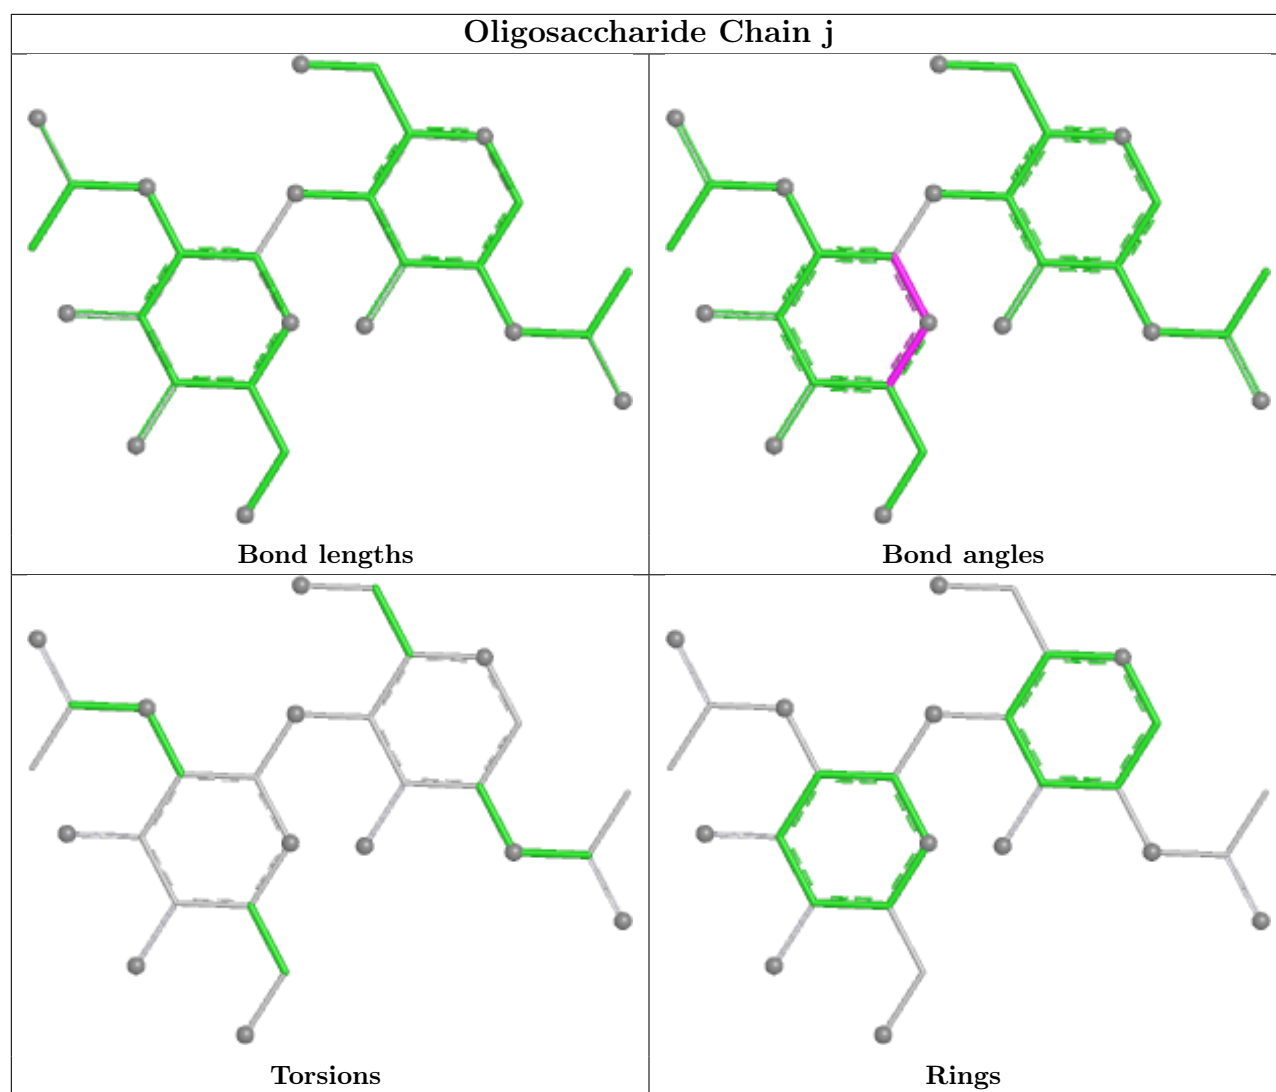 Oligosaccharide Chain j
Bond lengths
Bond angles
Torsions
Rings